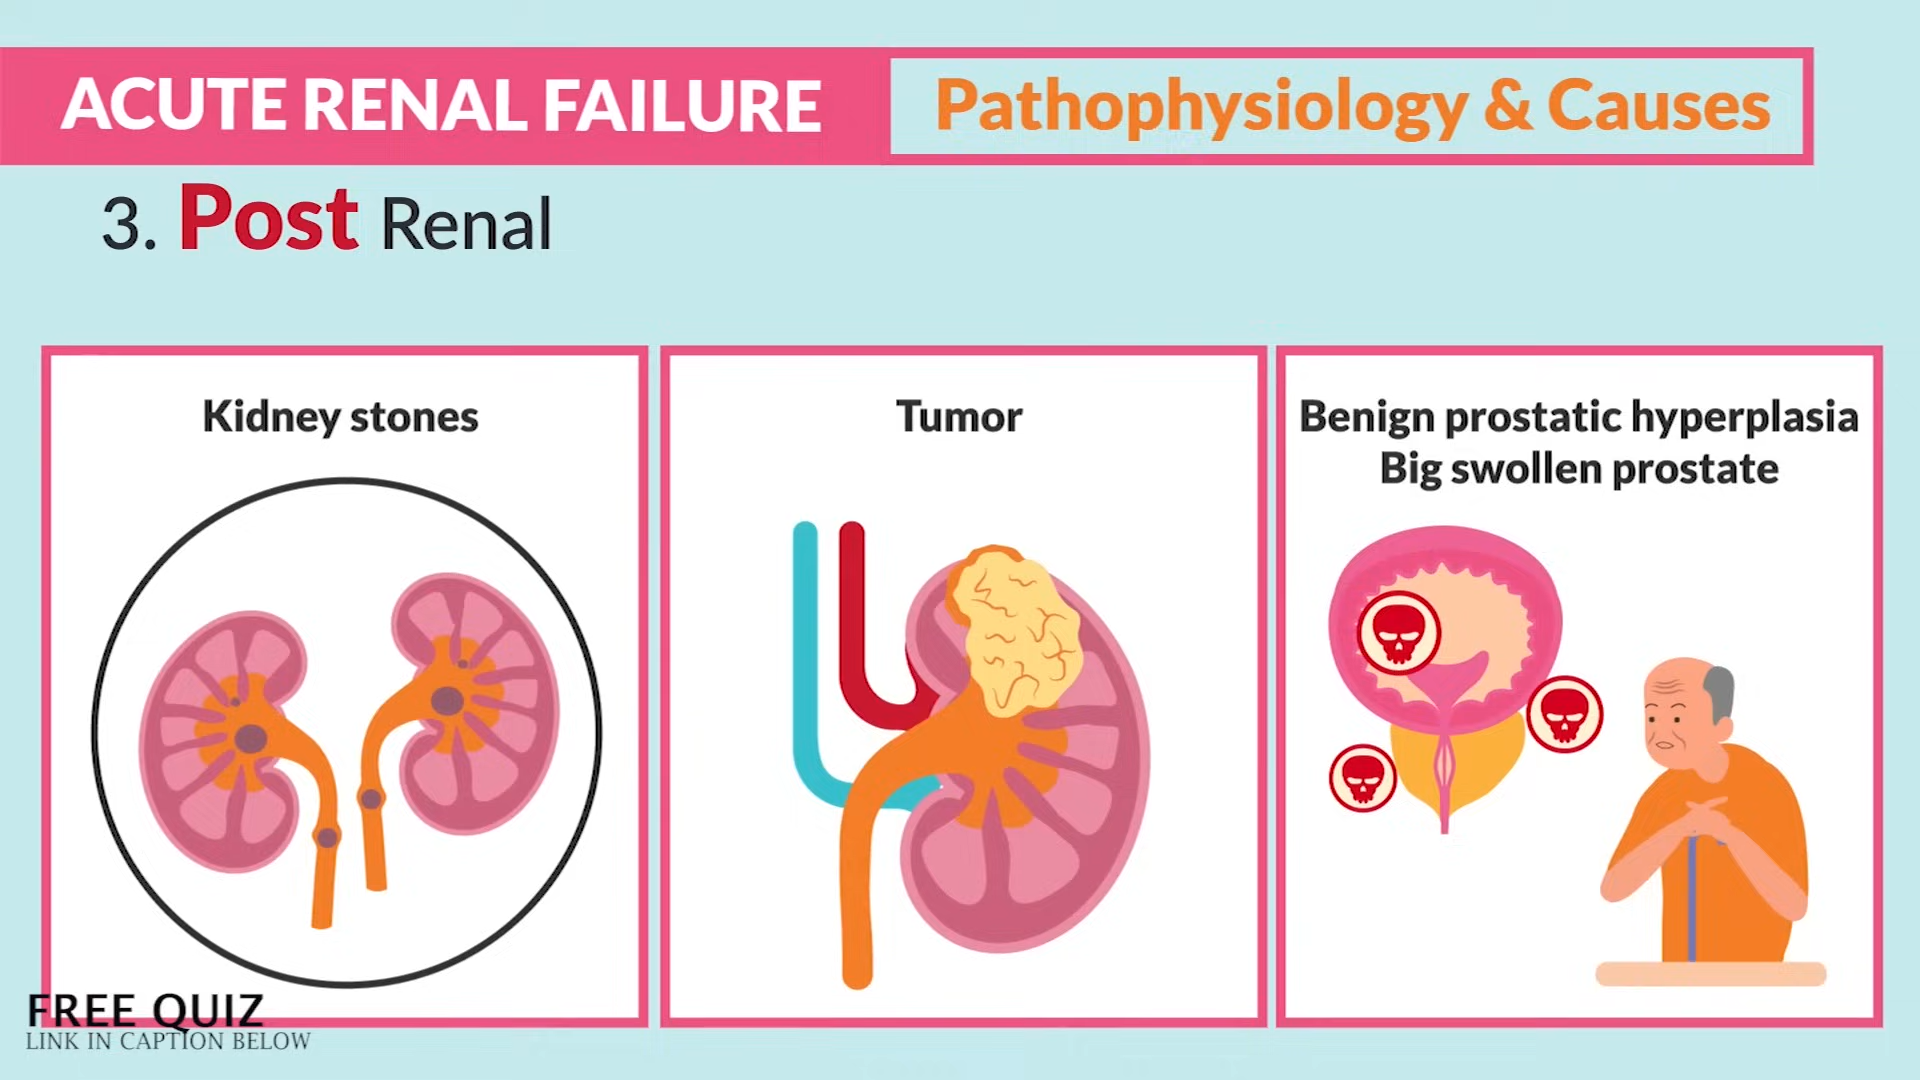 ACUTE RENAL FAILURE
Pathophysiology & Causes
3. Post Renal
Kidney stones
Tumor
Benign prostatic hyperplasia
Big swollen prostate
FREE QUIZ
LINK IN CAPTION BELOW